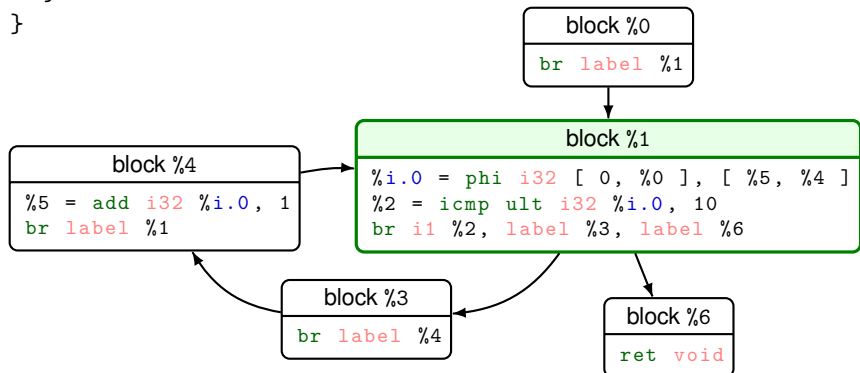 }
block %0
br label %1
block %1
%i.0 = phi i32 [ 0, %0 ], [ %5, %4 ]
%2 = icmp ult i32 %i.0, 10
br i1 %2, label %3, label %6
block %4
%5 = add i32 %i.0, 1
br label %1
block %3
br label %4
block %6
ret void